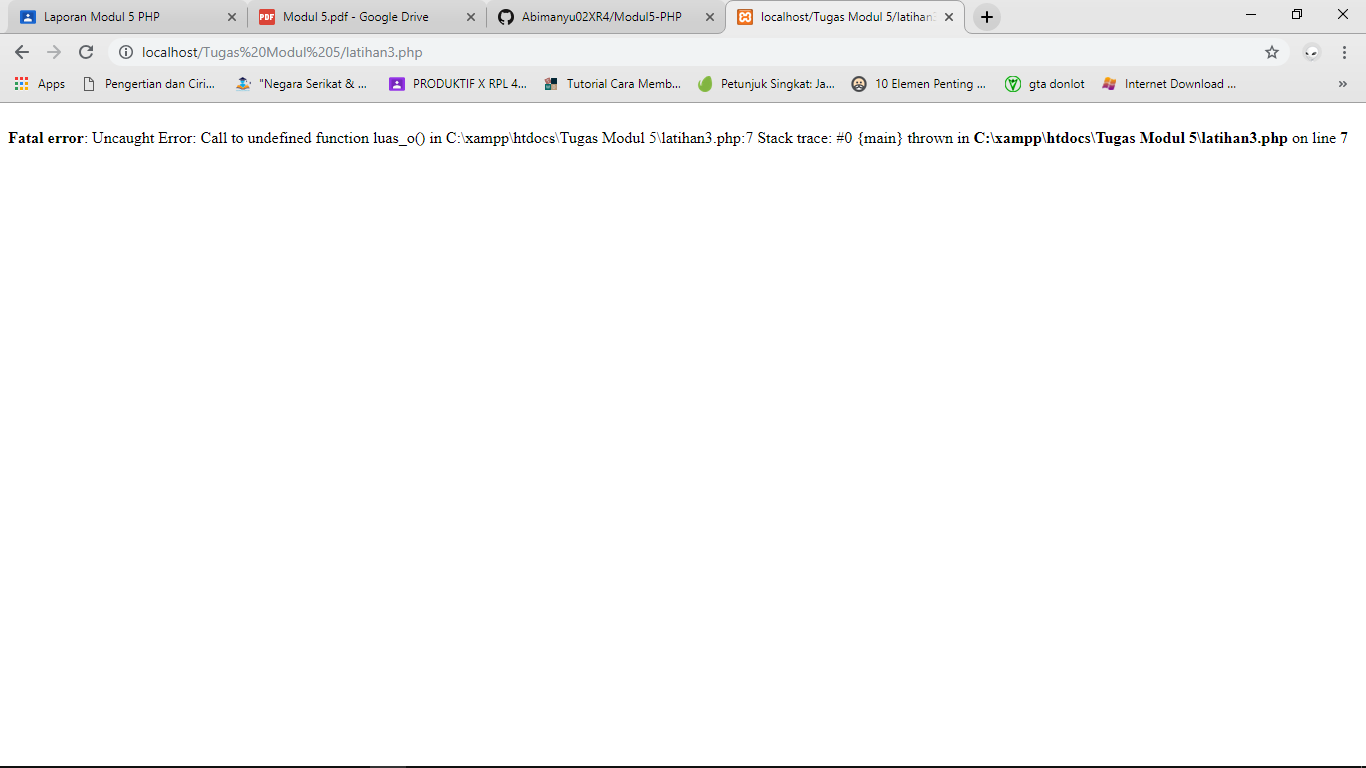 Laporan Modul 5 PHP
PDF Modul 5.pdf - Google Drive
Abimanyu02XR4/Modul5-PHP
localhost/Tugas Modul 5/latihan3
localhost/Tugas%20Modul%205/latihan3.php
Apps Pengertian dan Ciri... "Negara Serikat & ... PRODUKTIF X RPL 4... Tutorial Cara Memb... Petunjuk Singkat: Ja... 10 Elemen Penting ... gta donlot Internet Download ... »
Fatal error: Uncaught Error: Call to undefined function luas_o() in C:\xampp\htdocs\Tugas Modul 5\latihan3.php:7 Stack trace: #0 {main} thrown in C:\xampp\htdocs\Tugas Modul 5\latihan3.php on line 7